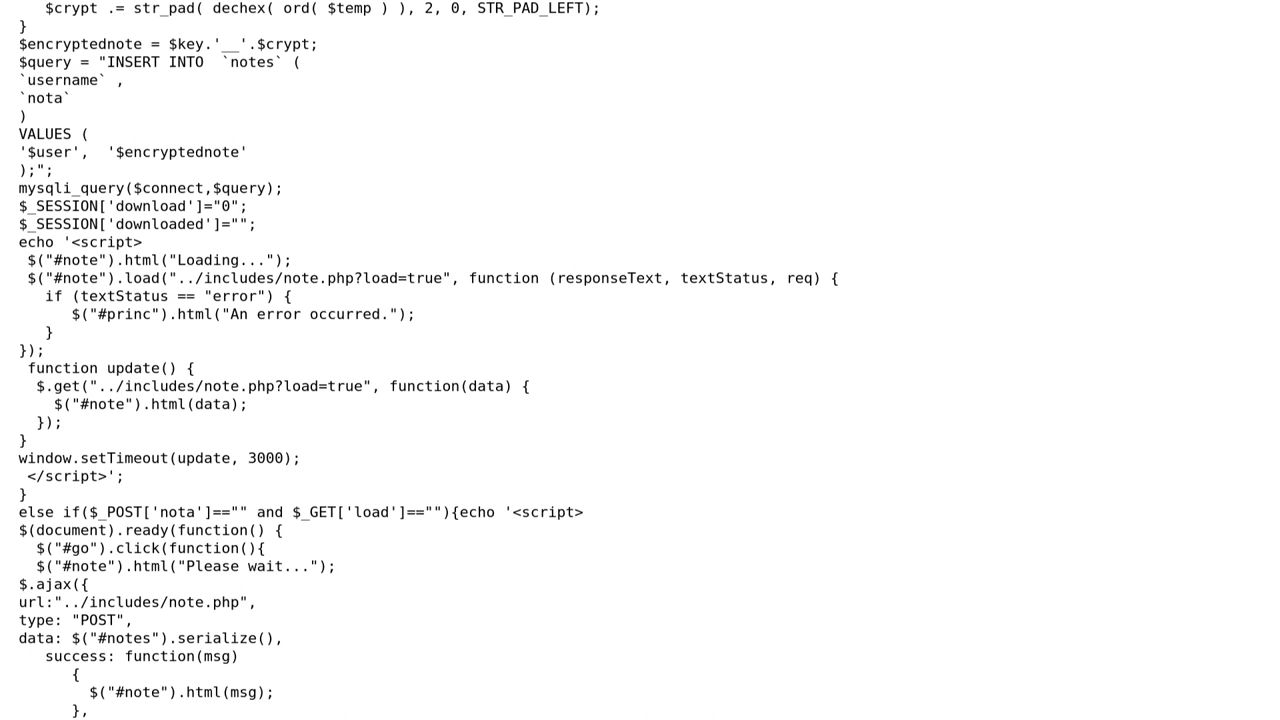 $crypt .= str_pad( dechex( ord( $temp ) ), 2, 0, STR_PAD_LEFT);
}
$encryptednote = $key.'__'.$crypt;
$query = "INSERT INTO  `notes` (
`username` ,
`nota`
)
VALUES (
'$user',  '$encryptednote'
);";
mysqli_query($connect,$query);
$_SESSION['download']="0";
$_SESSION['downloaded']="";
echo '<script>
$("#note").html("Loading...");
$("#note").load("../includes/note.php?load=true", function (responseText, textStatus, req) {
if (textStatus == "error") {
$("#princ").html("An error occurred.");
}
});
function update() {
$.get("../includes/note.php?load=true", function(data) {
$("#note").html(data);
});
}
window.setTimeout(update, 3000);
</script>';
}
else if($_POST['nota']=="" and $_GET['load']==""){echo '<script>
$(document).ready(function() {
$("#go").click(function(){
$("#note").html("Please wait...");
$.ajax({
url:"../includes/note.php",
type: "POST",
data: $("#notes").serialize(),
success: function(msg)
{
$("#note").html(msg);
},